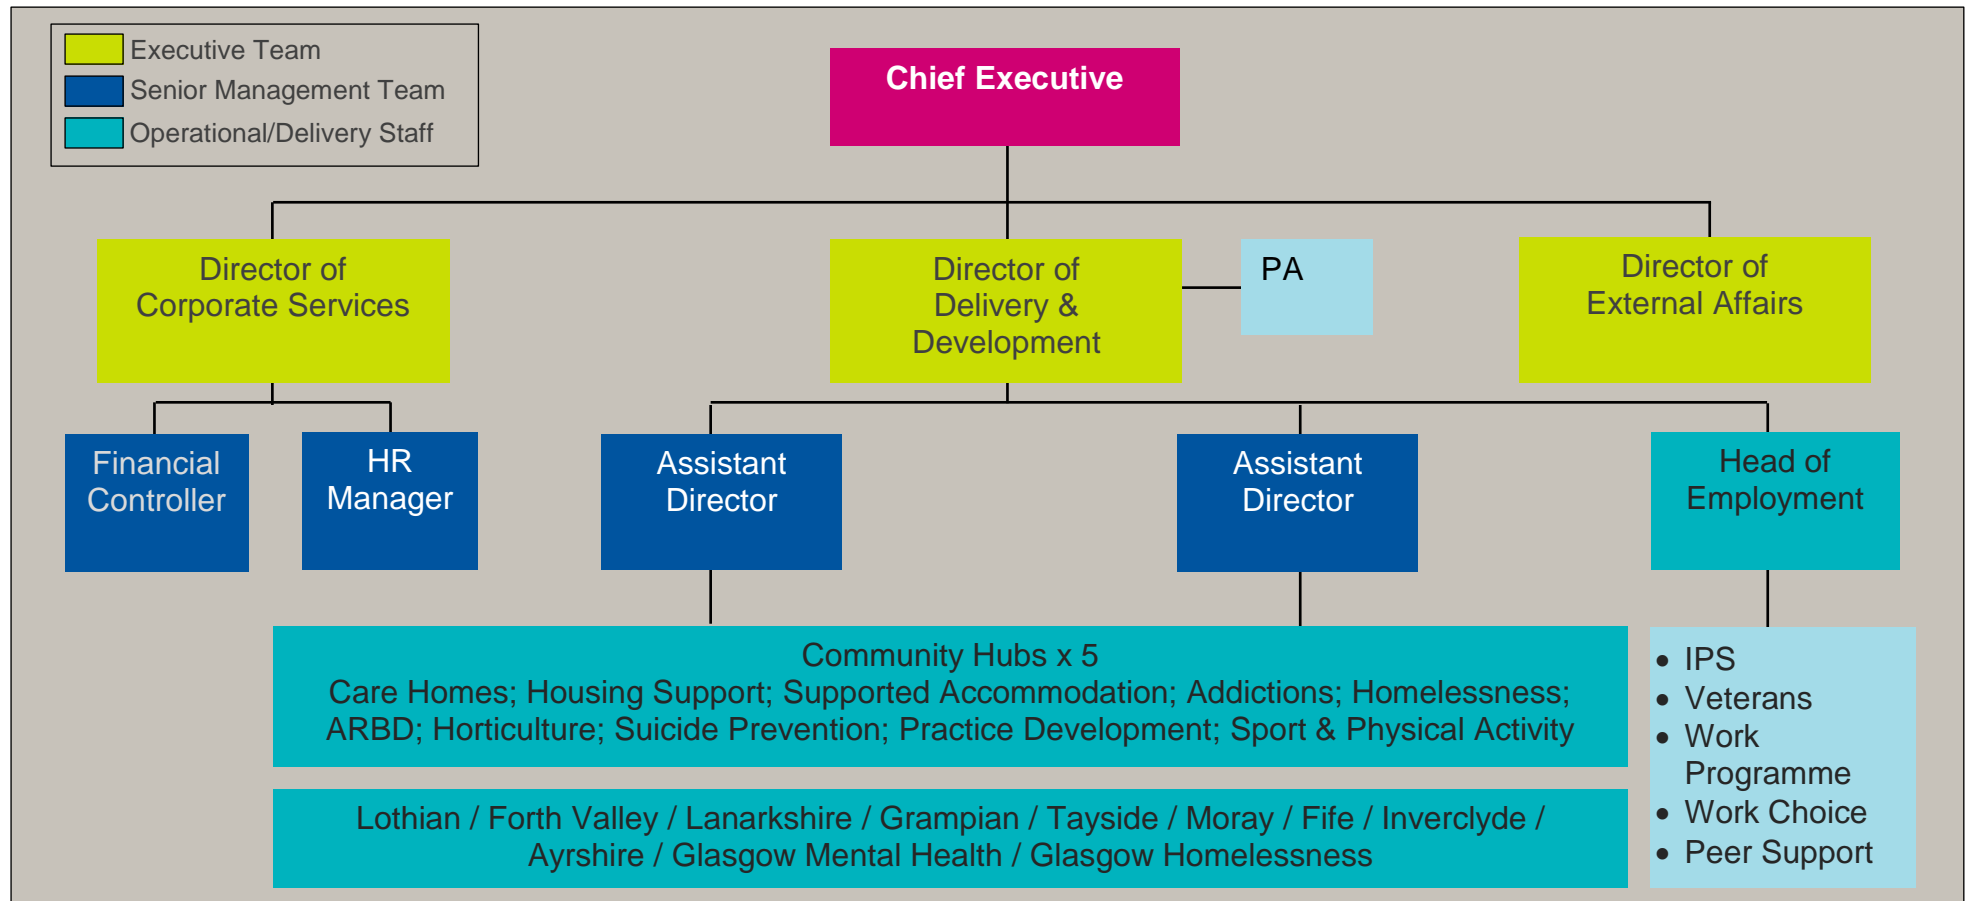 Executive Team
Senior Management Team
Operational/Delivery Staff
Chief Executive
Director of
Corporate Services
Director of
Delivery &
Development
PA
Director of
External Affairs
Financial
Controller
HR
Manager
Assistant
Director
Assistant
Director
Head of
Employment
Community Hubs x 5
Care Homes; Housing Support; Supported Accommodation; Addictions; Homelessness;
ARBD; Horticulture; Suicide Prevention; Practice Development; Sport & Physical Activity
Lothian / Forth Valley / Lanarkshire / Grampian / Tayside / Moray / Fife / Inverclyde /
Ayrshire / Glasgow Mental Health / Glasgow Homelessness
• IPS
• Veterans
• Work
Programme
• Work Choice
• Peer Support